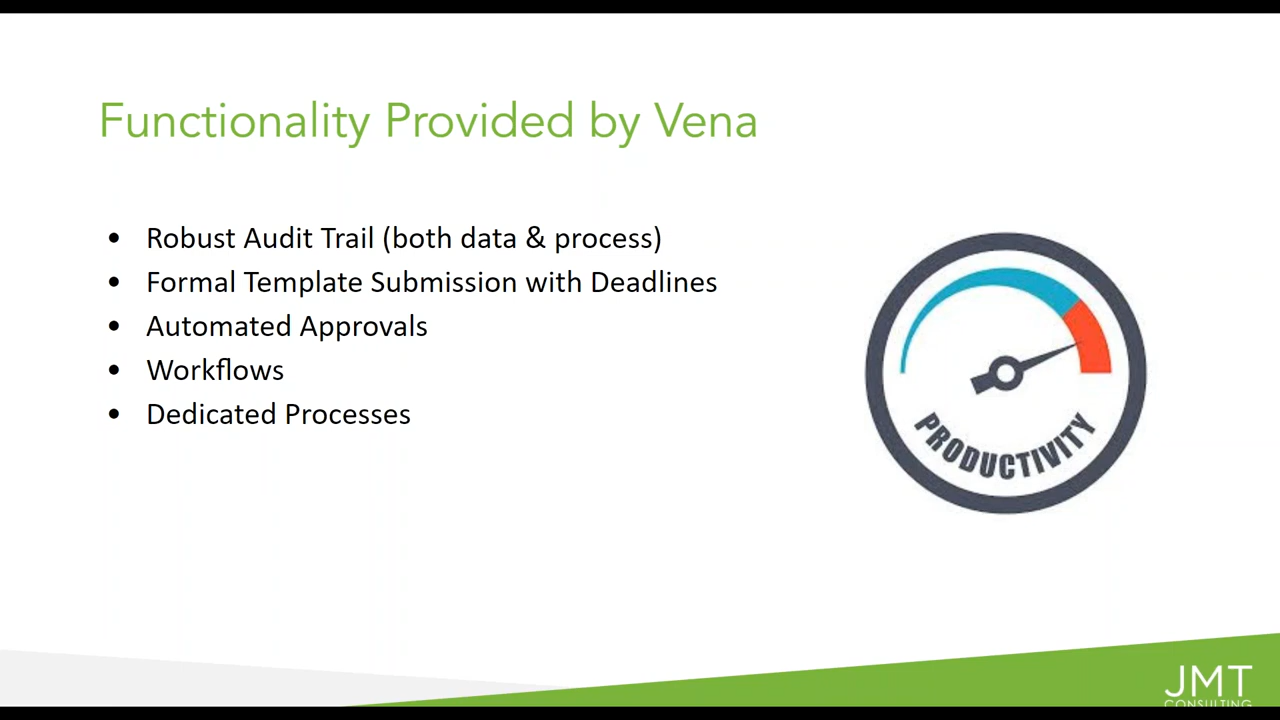 Functionality Provided by Vena
• Robust Audit Trail (both data & process)
• Formal Template Submission with Deadlines
• Automated Approvals
• Workflows
• Dedicated Processes
PRODUCTIVITY
JMT
CONSULTING